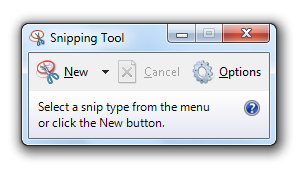 Snipping Tool
New Cancel Options
Select a snip type from the menu
or click the New button.